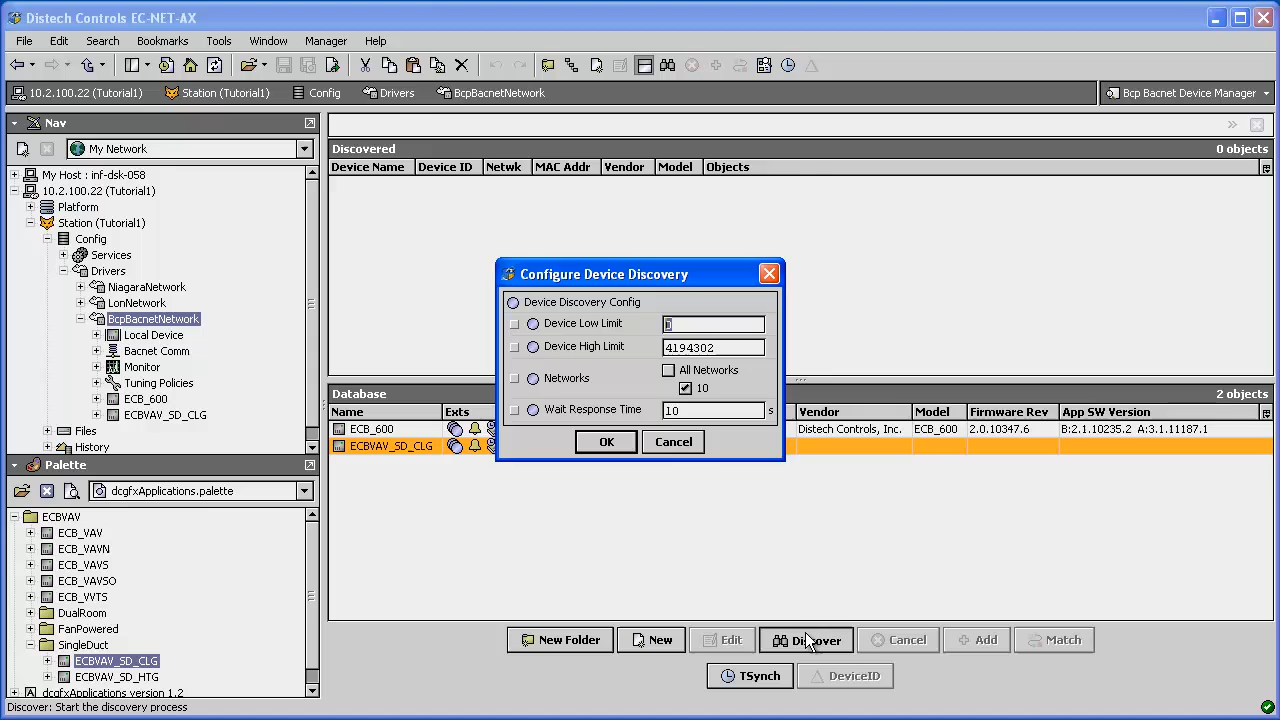 Distech Controls EC-NET-AX
File Edit Search Bookmarks Tools Window Manager Help
10.2.100.22 (Tutorial1) Station (Tutorial1) Config Drivers BcpBacnetNetwork Bcp Bacnet Device Manager
Nav
My Network
My Host : inf-dsk-058
10.2.100.22 (Tutorial1)
Platform
Station (Tutorial1)
Config
Services
Drivers
NiagaraNetwork
LonNetwork
BcpBacnetNetwork
Local Device
Bacnet Comm
Monitor
Tuning Policies
ECB_600
ECBVAV_SD_CLG
Files
History
Palette
dcgfxApplications.palette
ECBVAV
ECB_VAV
ECB_VAVN
ECB_VAVS
ECB_VAVSO
ECB_VVTS
DualRoom
FanPowered
SingleDuct
ECBVAV_SD_CLG
ECBVAV_SD_HTG
dcgfxApplications version 1.2
Discovered 0 objects
Device Name Device ID Netwk MAC Addr Vendor Model Objects
Configure Device Discovery
Device Discovery Config
Device Low Limit
Device High Limit 4194302
Networks All Networks
10
Wait Response Time 10 s
OK Cancel
Database 2 objects
Name Exts Vendor Model Firmware Rev App SW Version
ECB_600 Distech Controls, Inc. ECB_600 2.0.10347.6 B:2.1.10235.2 A:3.1.11187.1
ECBVAV_SD_CLG
New Folder New Edit Discover Cancel Add Match
TSynch DeviceID
Discover: Start the discovery process